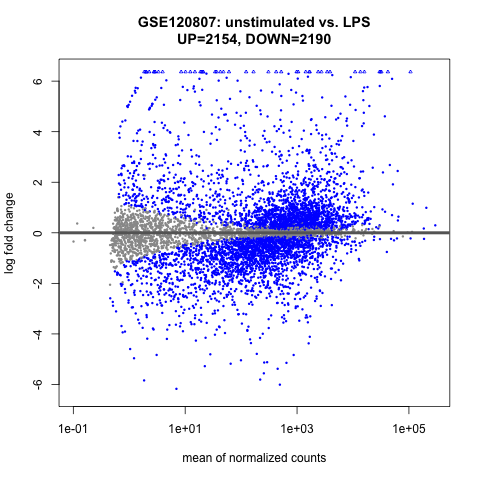 GSE120807: unstimulated vs. LPS
UP=2154, DOWN=2190
log fold change
6
4
2
0
-2
-4
-6
1e-01
1e+01
1e+03
1e+05
mean of normalized counts